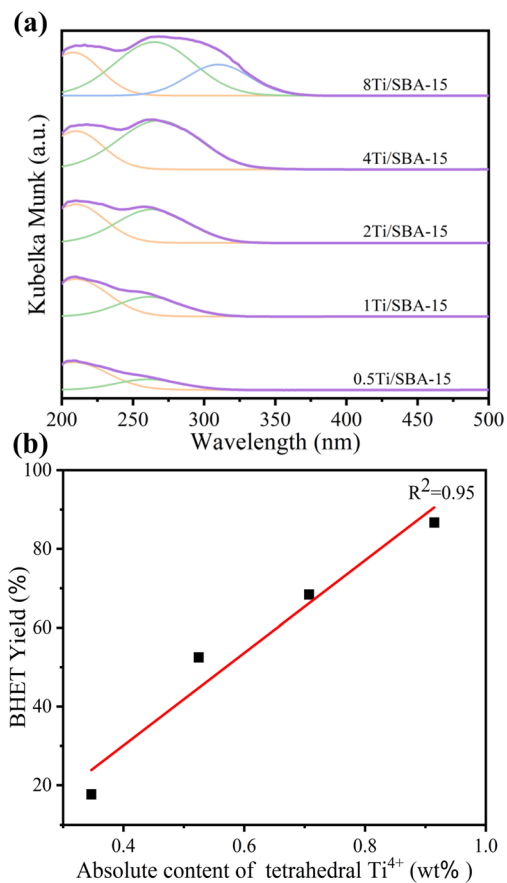 (a)
Kubelka Munk (a.u.)
8Ti/SBA-15
4Ti/SBA-15
2Ti/SBA-15
1Ti/SBA-15
0.5Ti/SBA-15
200 250 300 350 400 450 500
Wavelength (nm)
(b)
R²=0.95
BHET Yield (%)
100
80
60
40
20
0.4 0.6 0.8 1.0
Absolute content of tetrahedral Ti⁴⁺ (wt%)